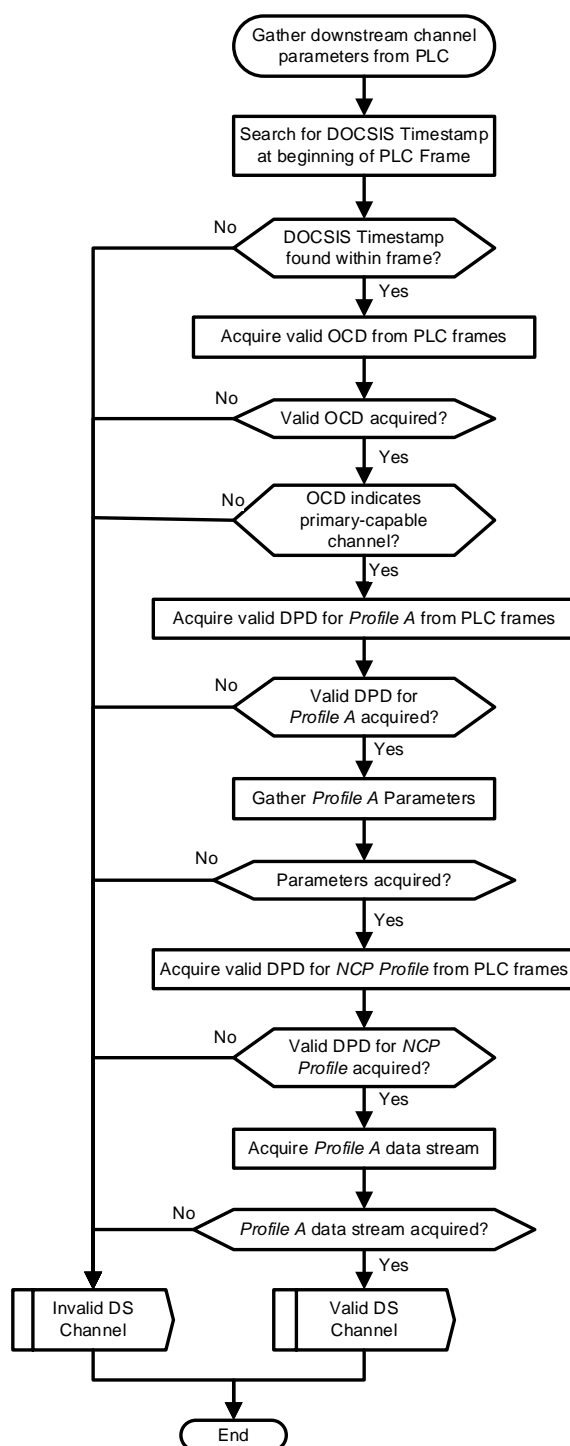 Gather downstream channel
parameters from PLC
Search for DOCSIS Timestamp
at beginning of PLC Frame
No
DOCSIS Timestamp
found within frame?
Yes
Acquire valid OCD from PLC frames
No
Valid OCD acquired?
Yes
No
OCD indicates
primary-capable
channel?
Yes
Acquire valid DPD for Profile A from PLC frames
No
Valid DPD for
Profile A acquired?
Yes
Gather Profile A Parameters
No
Parameters acquired?
Yes
Acquire valid DPD for NCP Profile from PLC frames
No
Valid DPD for NCP
Profile acquired?
Yes
Acquire Profile A data stream
No
Profile A data stream acquired?
Yes
Invalid DS
Channel
Valid DS
Channel
End